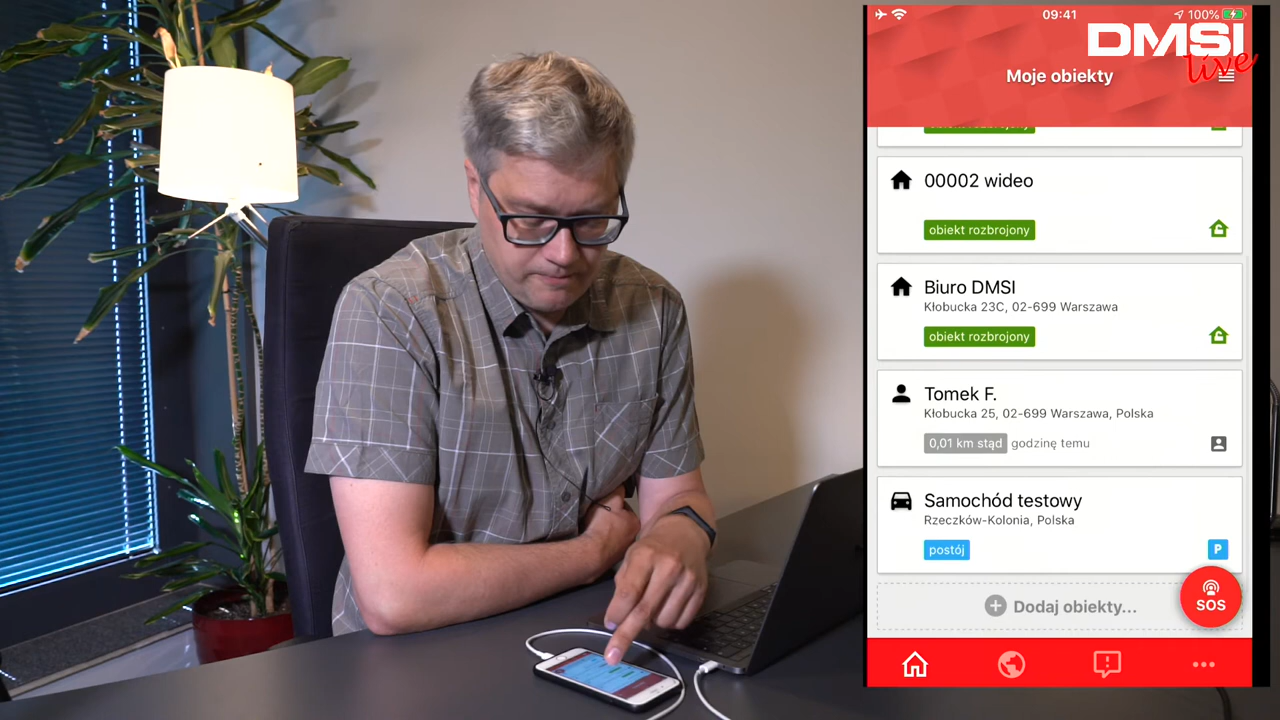 09:41
100%
DMSI
live
Moje obiekty
obiekt rozbrojony
00002 wideo
obiekt rozbrojony
Biuro DMSI
Kłobucka 23C, 02-699 Warszawa
obiekt rozbrojony
Tomek F.
Kłobucka 25, 02-699 Warszawa, Polska
0,01 km stąd godzinę temu
Samochód testowy
Rzeczków-Kolonia, Polska
postój
P
Dodaj obiekty...
SOS